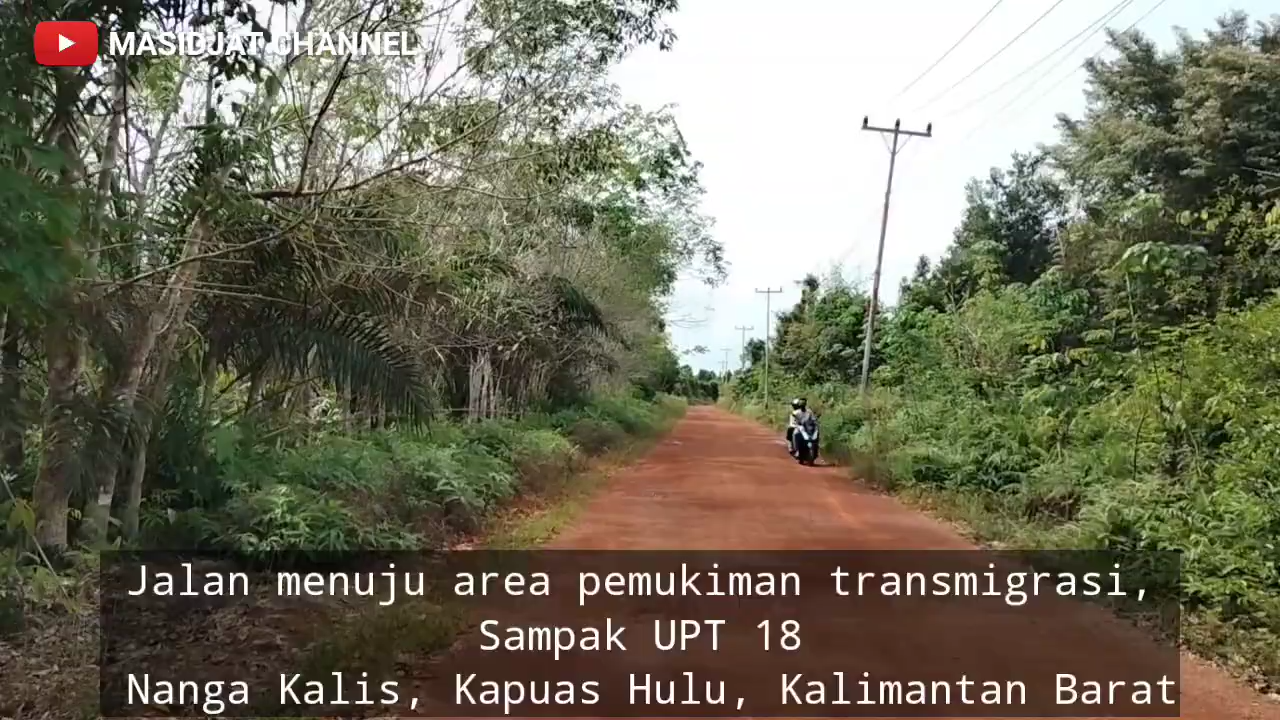 MASIDJAT CHANNEL
Jalan menuju area pemukiman transmigrasi,
Sampak UPT 18
Nanga Kalis, Kapuas Hulu, Kalimantan Barat